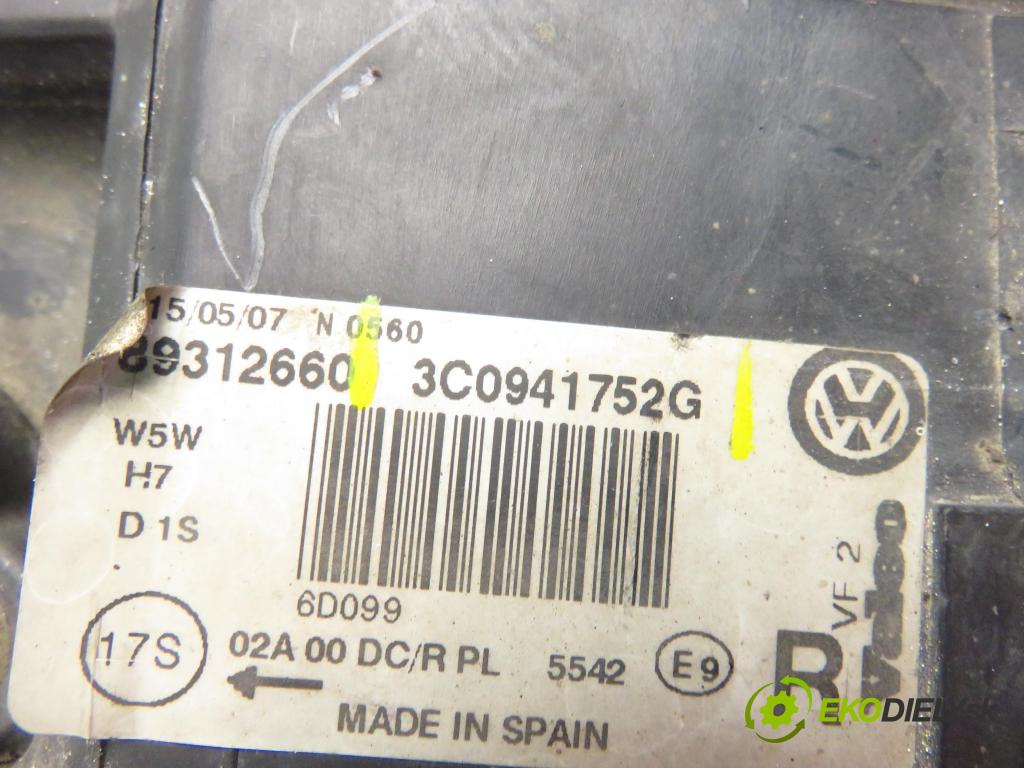 15/05/07 N 0560
89312660 3C0941752G
W5W
H7
D1S
6D099
17S
02A 00 DC/R PL 5542 E9
MADE IN SPAIN
VF 2
R
EKODIELY